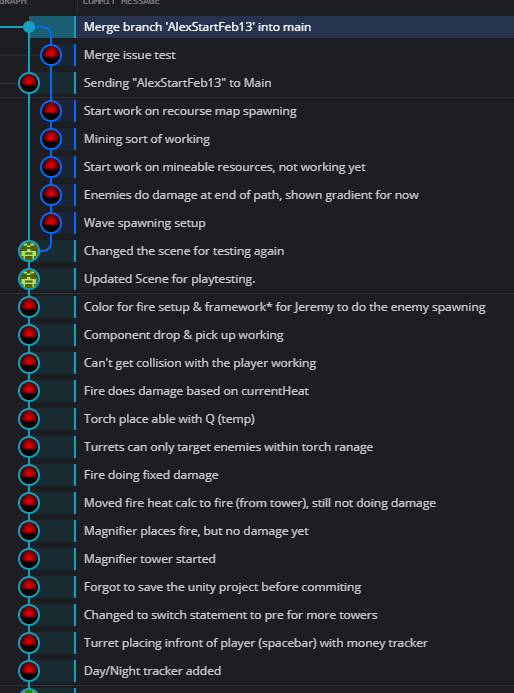 GRAPH COMMIT MESSAGE
Merge branch 'AlexStartFeb13' into main
Merge issue test
Sending "AlexStartFeb13" to Main
Start work on recourse map spawning
Mining sort of working
Start work on mineable resources, not working yet
Enemies do damage at end of path, shown gradient for now
Wave spawning setup
Changed the scene for testing again
Updated Scene for playtesting.
Color for fire setup & framework* for Jeremy to do the enemy spawning
Component drop & pick up working
Can't get collision with the player working
Fire does damage based on currentHeat
Torch place able with Q (temp)
Turrets can only target enemies within torch ranage
Fire doing fixed damage
Moved fire heat calc to fire (from tower), still not doing damage
Magnifier places fire, but no damage yet
Magnifier tower started
Forgot to save the unity project before commiting
Changed to switch statement to pre for more towers
Turret placing infront of player (spacebar) with money tracker
Day/Night tracker added